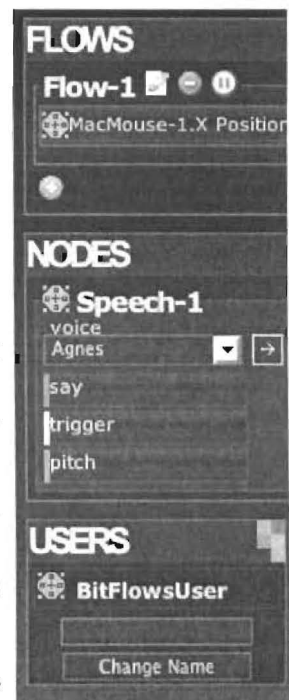 FLOWS
Flow-1
MacMouse-1.X Position
NODES
Speech-1
voice
Agnes
say
trigger
pitch
USERS
BitFlowsUser
Change Name